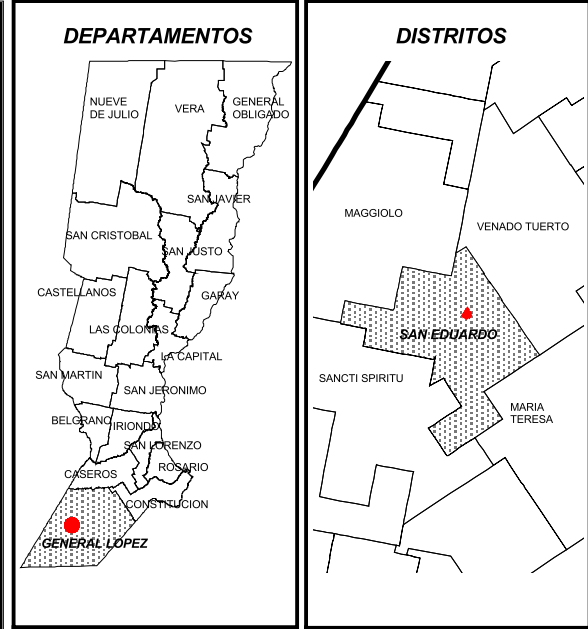 DEPARTAMENTOS
NUEVE
DE JULIO
VERA
GENERAL
OBLIGADO
SAN JAVIER
SAN CRISTOBAL
SAN JUSTO
CASTELLANOS
GARAY
LAS COLONIAS
LA CAPITAL
SAN MARTIN
SAN JERONIMO
BELGRANO
IRIONDO
SAN LORENZO
CASEROS
ROSARIO
CONSTITUCION
GENERAL LOPEZ
DISTRITOS
MAGGIOLO
VENADO TUERTO
SAN EDUARDO
SANCTI SPIRITU
MARIA
TERESA